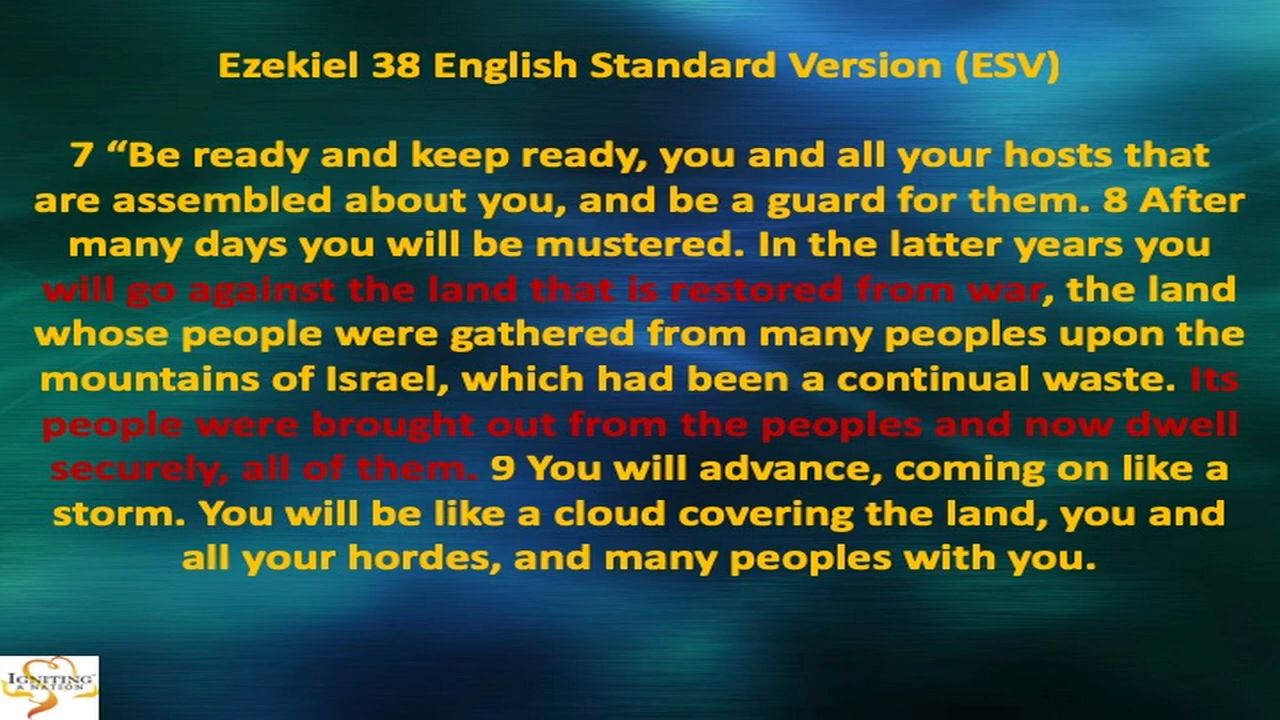 Ezekiel 38 English Standard Version (ESV)
7 “Be ready and keep ready, you and all your hosts that
are assembled about you, and be a guard for them. 8 After
many days you will be mustered. In the latter years you
will go against the land that is restored from war, the land
whose people were gathered from many peoples upon the
mountains of Israel, which had been a continual waste. Its
people were brought out from the peoples and now dwell
securely, all of them. 9 You will advance, coming on like a
storm. You will be like a cloud covering the land, you and
all your hordes, and many peoples with you.
IGNITING
A NATION